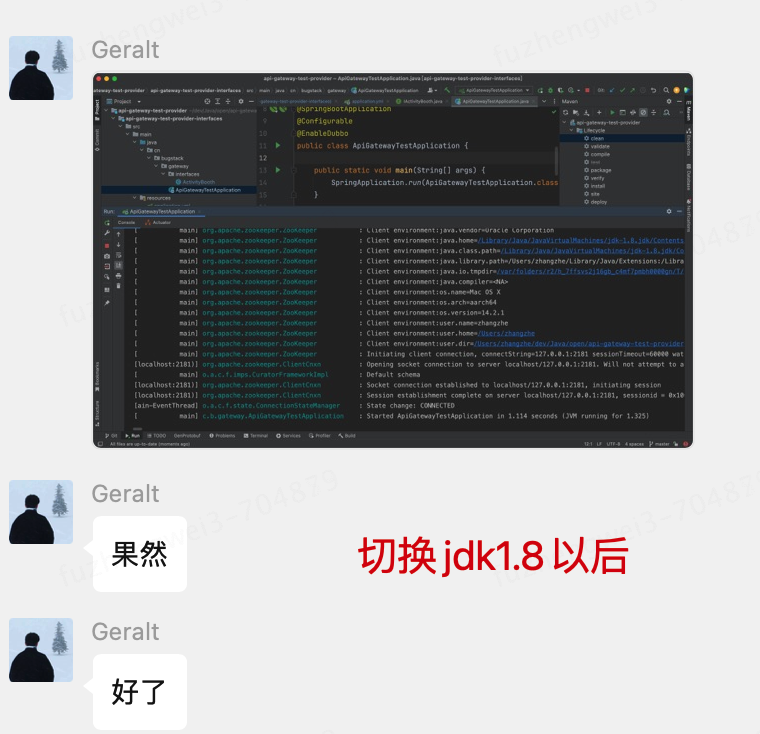 Geralt
api-gateway-test-provider – ApiGatewayTestApplication.java [api-gateway-test-provider-interfaces]
api-gateway-test-provider
api-gateway-test-provider-interfaces
src
main
java
cn
bugstack
gateway
interfaces
ActivityBooth
ApiGatewayTestApplication
resources
@SpringBootApplication
@Configurable
@EnableDubbo
public class ApiGatewayTestApplication {
public static void main(String[] args) {
SpringApplication.run(ApiGatewayTestApplication.class
}
Maven
api-gateway-test-provider
Lifecycle
clean
validate
compile
test
package
verify
install
site
deploy
Run: ApiGatewayTestApplication
Console Actuator
[ main] org.apache.zookeeper.ZooKeeper : Client environment:java.vendor=Oracle Corporation
[ main] org.apache.zookeeper.ZooKeeper : Client environment:java.home=/Library/Java/JavaVirtualMachines/jdk-1.8.jdk/Contents
[ main] org.apache.zookeeper.ZooKeeper : Client environment:java.class.path=/Library/Java/JavaVirtualMachines/jdk-1.8.jdk/Co
[ main] org.apache.zookeeper.ZooKeeper : Client environment:java.library.path=/Users/zhangzhe/Library/Java/Extensions:/Libra
[ main] org.apache.zookeeper.ZooKeeper : Client environment:java.io.tmpdir=
[ main] org.apache.zookeeper.ZooKeeper : Client environment:java.compiler=<NA>
[ main] org.apache.zookeeper.ZooKeeper : Client environment:os.name=Mac OS X
[ main] org.apache.zookeeper.ZooKeeper : Client environment:os.arch=aarch64
[ main] org.apache.zookeeper.ZooKeeper : Client environment:os.version=14.2.1
[ main] org.apache.zookeeper.ZooKeeper : Client environment:user.name=zhangzhe
[ main] org.apache.zookeeper.ZooKeeper : Client environment:user.home=/Users/zhangzhe
[ main] org.apache.zookeeper.ZooKeeper : Client environment:user.dir=/Users/zhangzhe/dev/Java/open/api-gateway-test-provider
[ main] org.apache.zookeeper.ZooKeeper : Initiating client connection, connectString=127.0.0.1:2181 sessionTimeout=60000 wat
[localhost:2181)] org.apache.zookeeper.ClientCnxn : Opening socket connection to server localhost/127.0.0.1:2181. Will not attempt to a
[ main] o.a.c.f.imps.CuratorFrameworkImpl : Default schema
[localhost:2181)] org.apache.zookeeper.ClientCnxn : Socket connection established to localhost/127.0.0.1:2181, initiating session
[localhost:2181)] org.apache.zookeeper.ClientCnxn : Session establishment complete on server localhost/127.0.0.1:2181, sessionid = 0x10
[ain-EventThread] o.a.c.f.state.ConnectionStateManager : State change: CONNECTED
[ main] c.b.gateway.ApiGatewayTestApplication : Started ApiGatewayTestApplication in 1.114 seconds (JVM running for 1.325)
Git Run TODO GenProtobuf Problems Terminal Services Profiler Build
All files are up-to-date (moments ago) 12:1 LF UTF-8 4 spaces master
Geralt
果然
切换jdk1.8以后
Geralt
好了